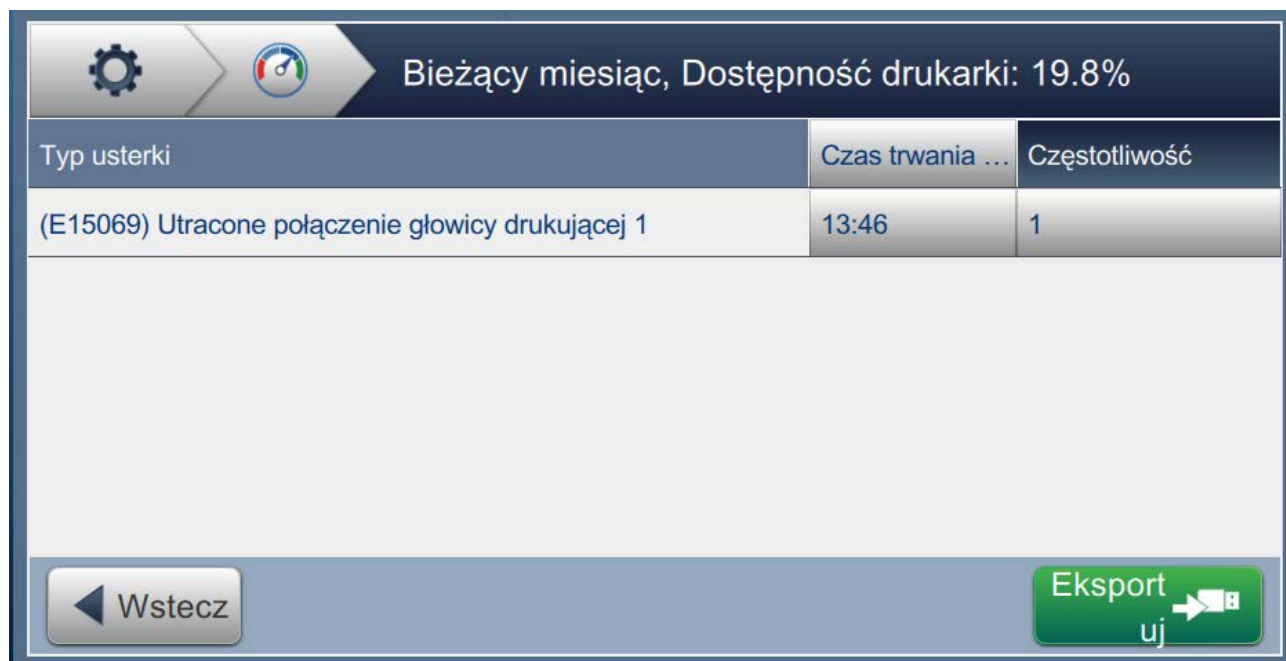 Bieżący miesiąc, Dostępność drukarki: 19.8%
Typ usterki Czas trwania ... Częstotliwość
(E15069) Utracone połączenie głowicy drukującej 1 13:46 1
Wstecz
Eksport
uj